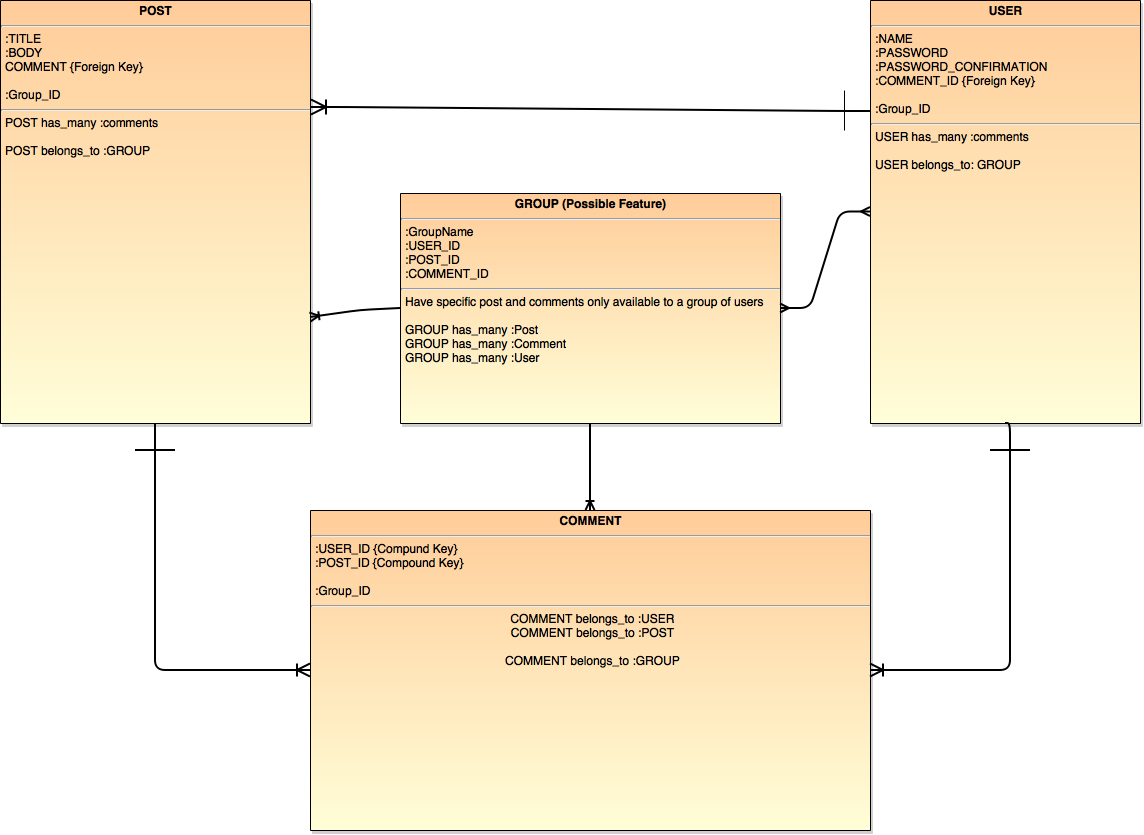 POST
:TITLE
:BODY
COMMENT {Foreign Key}
:Group_ID
POST has_many :comments
POST belongs_to :GROUP
USER
:NAME
:PASSWORD
:PASSWORD_CONFIRMATION
:COMMENT_ID {Foreign Key}
:Group_ID
USER has_many :comments
USER belongs_to: GROUP
GROUP (Possible Feature)
:GroupName
:USER_ID
:POST_ID
:COMMENT_ID
Have specific post and comments only available to a group of users
GROUP has_many :Post
GROUP has_many :Comment
GROUP has_many :User
COMMENT
:USER_ID {Compund Key}
:POST_ID {Compound Key}
:Group_ID
COMMENT belongs_to :USER
COMMENT belongs_to :POST
COMMENT belongs_to :GROUP